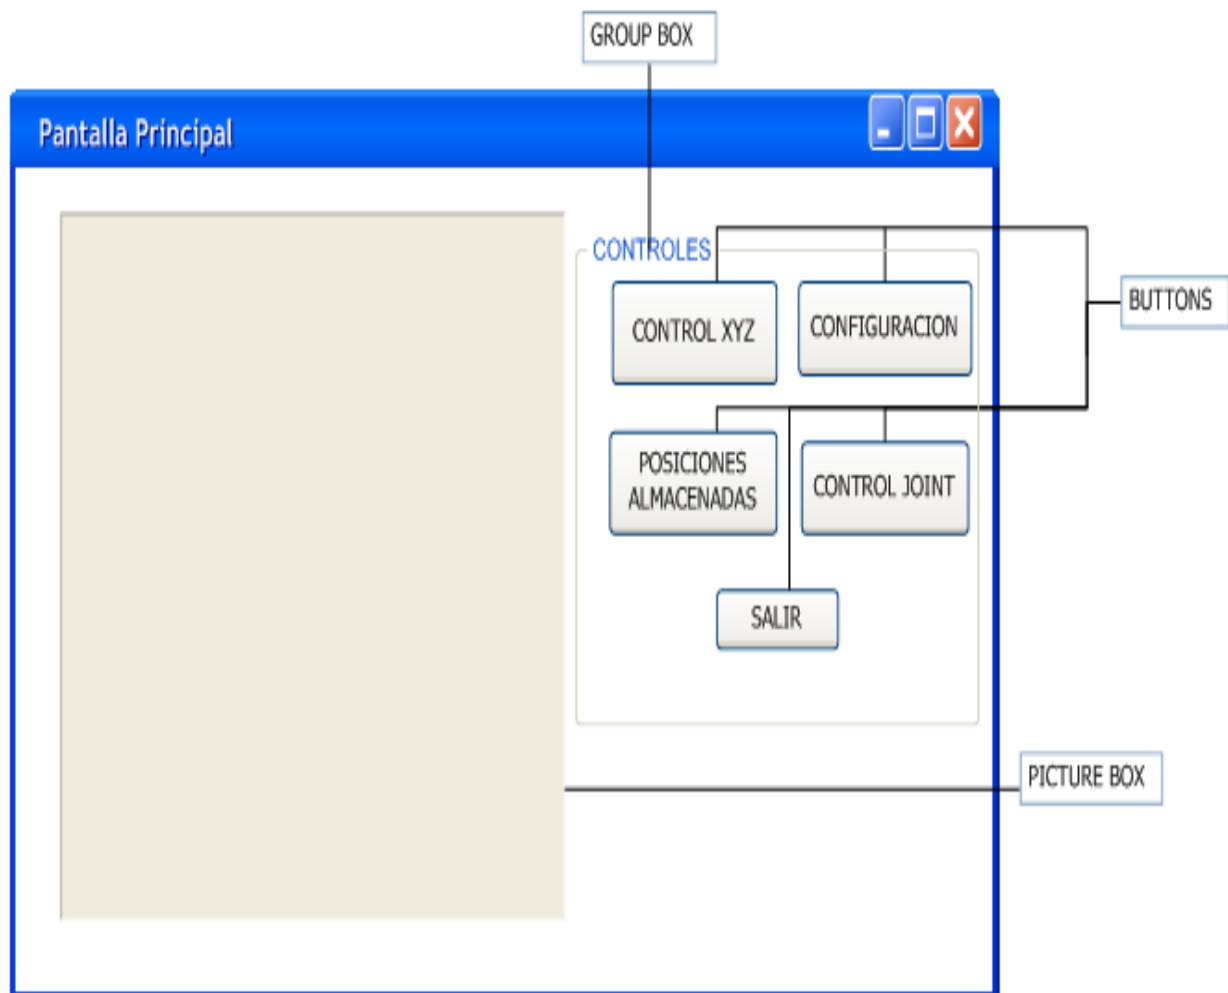 GROUP BOX
Pantalla Principal
CONTROLES
CONTROL XYZ
CONFIGURACION
BUTTONS
POSICIONES
ALMACENADAS
CONTROL JOINT
SALIR
PICTURE BOX